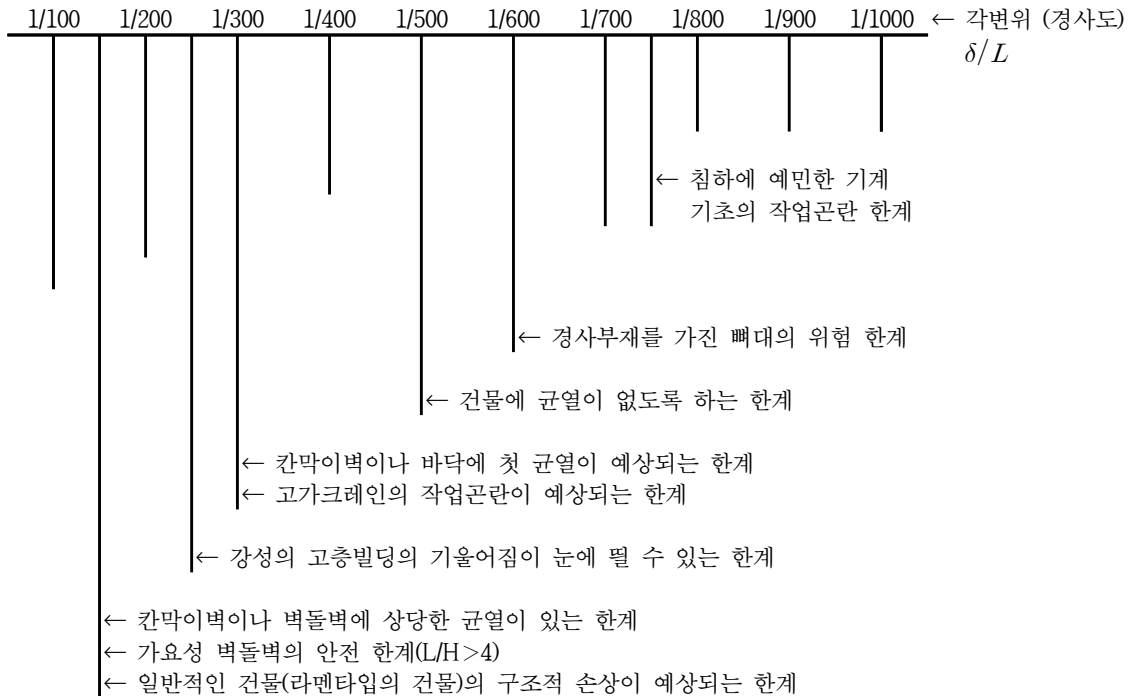 1/100 1/200 1/300 1/400 1/500 1/600 1/700 1/800 1/900 1/1000 ← 각변위 (경사도)
δ/L
← 침하에 예민한 기계
기초의 작업곤란 한계
← 경사부재를 가진 뼈대의 위험 한계
← 건물에 균열이 없도록 하는 한계
← 칸막이벽이나 바닥에 첫 균열이 예상되는 한계
← 고가크레인의 작업곤란이 예상되는 한계
← 강성의 고층빌딩의 기울어짐이 눈에 띌 수 있는 한계
← 칸막이벽이나 벽돌벽에 상당한 균열이 있는 한계
← 가요성 벽돌벽의 안전 한계(L/H>4)
← 일반적인 건물(라멘타입의 건물)의 구조적 손상이 예상되는 한계